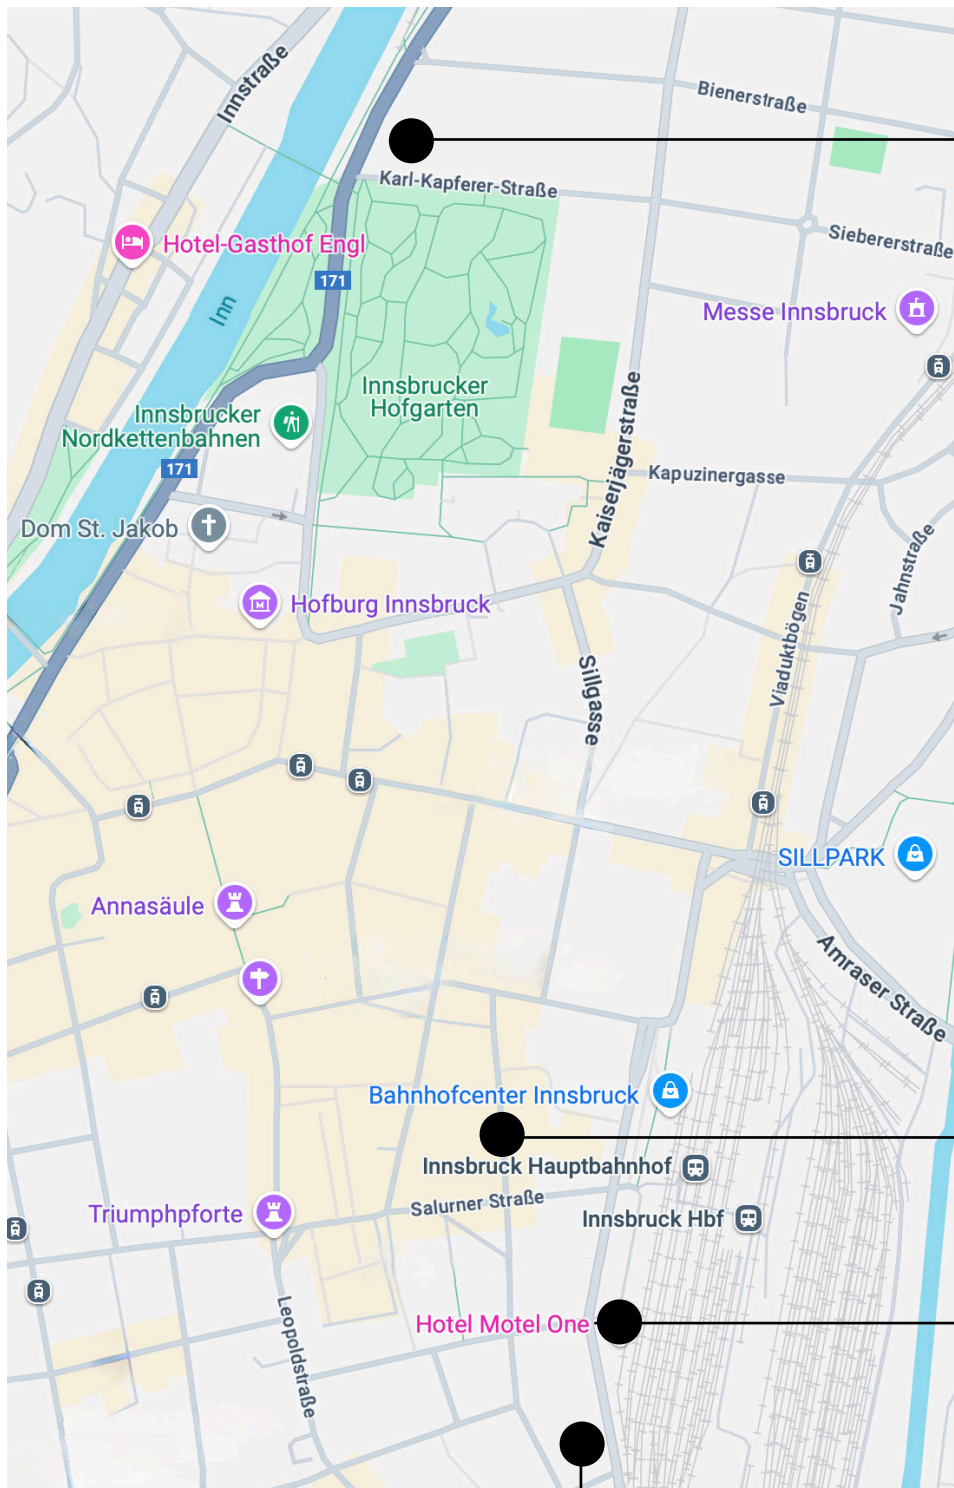 Innstraße
Bienerstraße
Karl-Kapferer-Straße
Siebererstraße
Hotel-Gasthof Engl
171
Inn
Messe Innsbruck
Innsbrucker
Hofgarten
Innsbrucker
Nordkettenbahnen
Kaiserjägerstraße
171
Kapuzinergasse
Dom St. Jakob
Jahnstraße
Hofburg Innsbruck
Viaduktbögen
Sillgasse
SILLPARK
Annasäule
Amraser Straße
Bahnhofcenter Innsbruck
Innsbruck Hauptbahnhof
Salurner Straße
Triumphpforte
Innsbruck Hbf
Hotel Motel One
Leopoldstraße